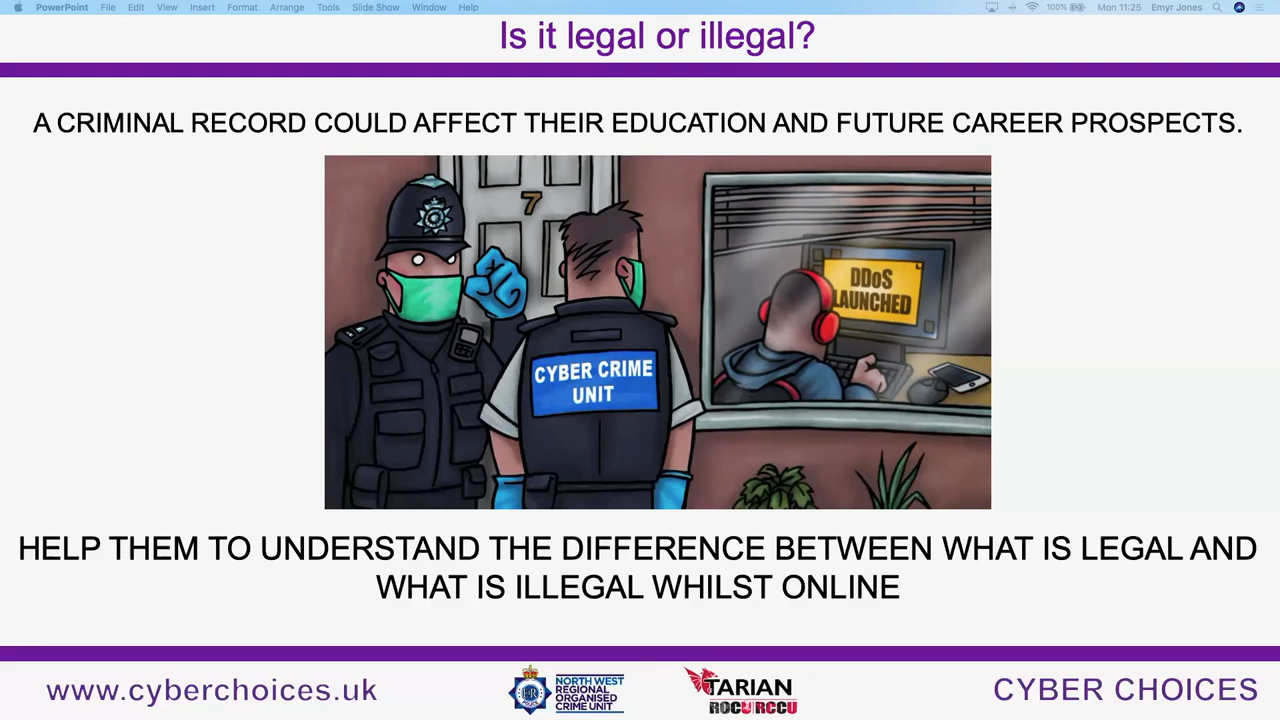 PowerPoint File Edit View Insert Format Arrange Tools Slide Show Window Help 100% Mon 11:25 Emyr Jones
Is it legal or illegal?
A CRIMINAL RECORD COULD AFFECT THEIR EDUCATION AND FUTURE CAREER PROSPECTS.
7
DDoS
LAUNCHED
CYBER CRIME
UNIT
HELP THEM TO UNDERSTAND THE DIFFERENCE BETWEEN WHAT IS LEGAL AND
WHAT IS ILLEGAL WHILST ONLINE
www.cyberchoices.uk
NORTH WEST
REGIONAL
ORGANISED
CRIME UNIT
TARIAN
ROCU RCCU
CYBER CHOICES